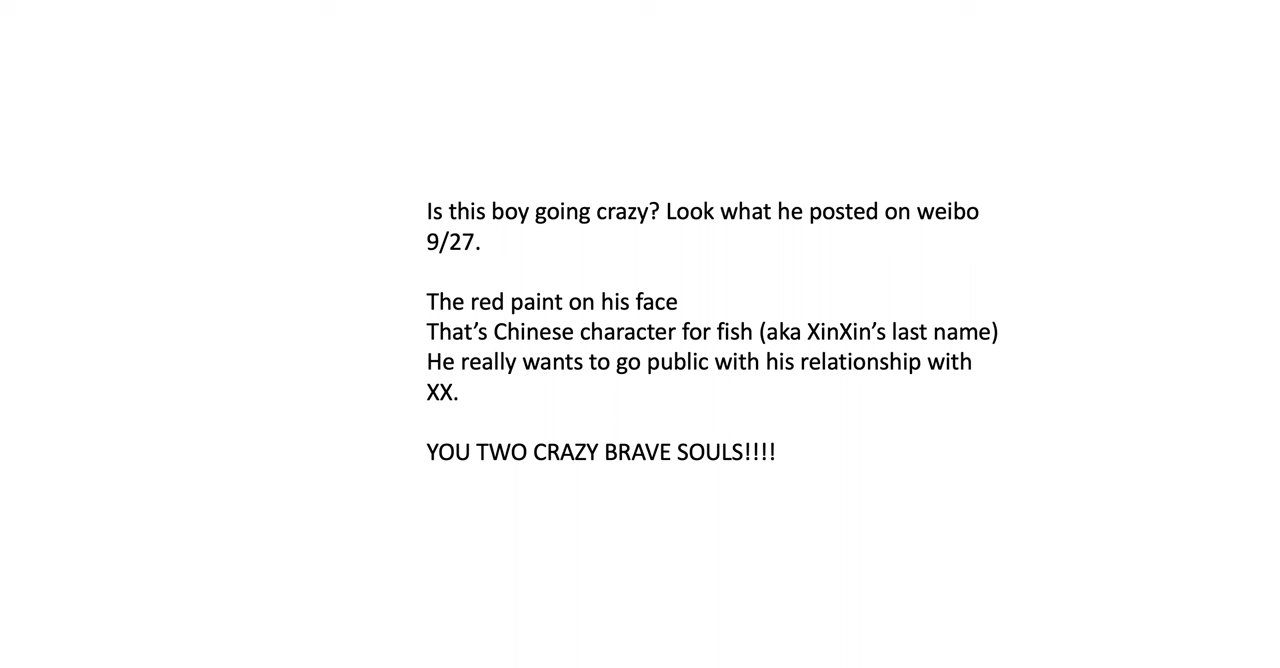 Is this boy going crazy? Look what he posted on weibo
9/27.
The red paint on his face
That’s Chinese character for fish (aka XinXin’s last name)
He really wants to go public with his relationship with
XX.
YOU TWO CRAZY BRAVE SOULS!!!!